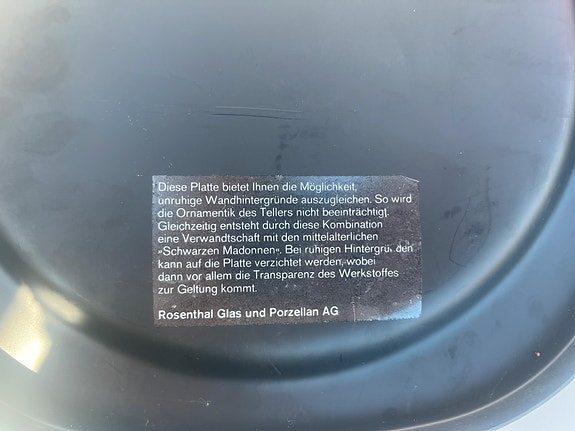 Diese Platte bietet Ihnen die Möglichkeit,
unruhige Wandhintergründe auszugleichen. So wird
die Ornamentik des Tellers nicht beeinträchtigt.
Gleichzeitig entsteht durch diese Kombination
eine Verwandtschaft mit den mittelalterlichen
»Schwarzen Madonnen«. Bei ruhigen Hintergründen
kann auf die Platte verzichtet werden, wobei
dann vor allem die Transparenz des Werkstoffes
zur Geltung kommt.
Rosenthal Glas und Porzellan AG